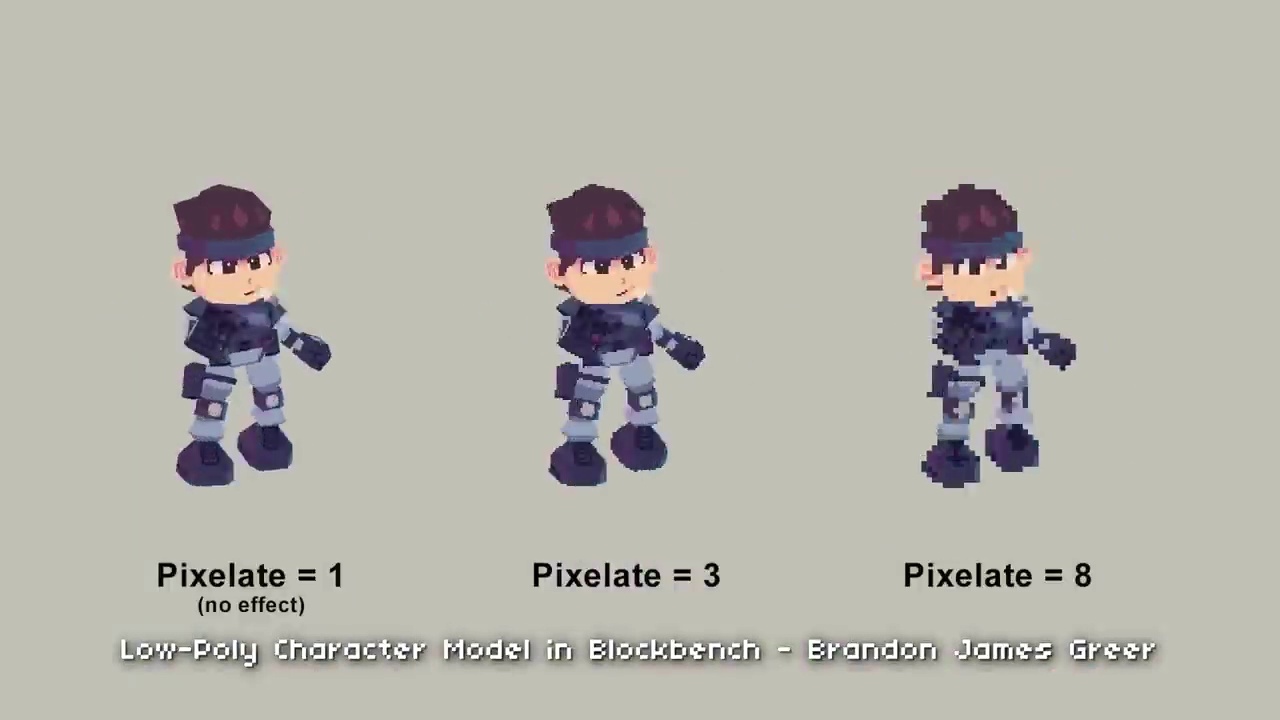 Pixelate = 1
(no effect)
Pixelate = 3
Pixelate = 8
Low-Poly Character Model in Blockbench - Brandon James Greer